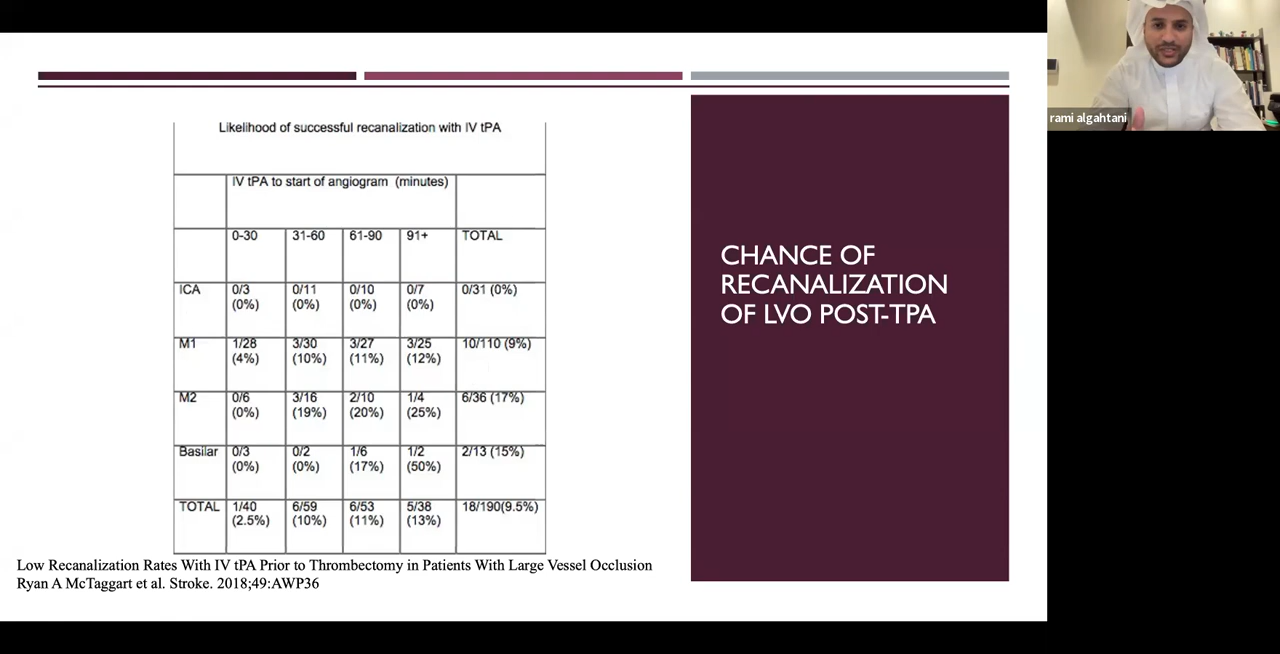 Likelihood of successful recanalization with IV tPA
IV tPA to start of angiogram (minutes)
0-30 31-60 61-90 91+ TOTAL
ICA 0/3 0/11 0/10 0/7 0/31 (0%)
(0%) (0%) (0%) (0%)
M1 1/28 3/30 3/27 3/25 10/110 (9%)
(4%) (10%) (11%) (12%)
M2 0/6 3/16 2/10 1/4 6/36 (17%)
(0%) (19%) (20%) (25%)
Basilar 0/3 0/2 1/6 1/2 2/13 (15%)
(0%) (0%) (17%) (50%)
TOTAL 1/40 6/59 6/53 5/38 18/190(9.5%)
(2.5%) (10%) (11%) (13%)
Low Recanalization Rates With IV tPA Prior to Thrombectomy in Patients With Large Vessel Occlusion
Ryan A McTaggart et al. Stroke. 2018;49:AWP36
CHANCE OF
RECANALIZATION
OF LVO POST-TPA
rami algahtani